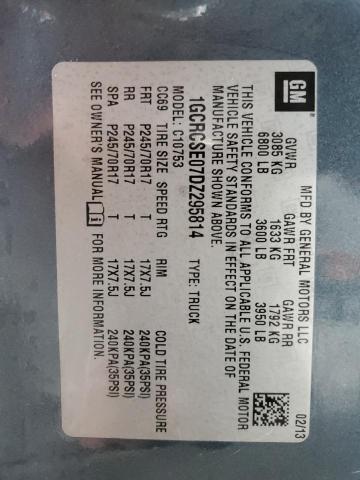 GM
MFD BY GENERAL MOTORS LLC 02/13
GVWR GAWR FRT GAWR RR
3085 KG 1633 KG 1792 KG
6800 LB 3600 LB 3950 LB
THIS VEHICLE CONFORMS TO ALL APPLICABLE U.S. FEDERAL MOTOR
VEHICLE SAFETY STANDARDS IN EFFECT ON THE DATE OF
MANUFACTURE SHOWN ABOVE.
1GCRCSE07DZ295814 TYPE: TRUCK
MODEL: C10753
CC69 TIRE SIZE SPEED RTG RIM COLD TIRE PRESSURE
FRT P245/70R17 T 17X7.5J 240KPA(35PSI)
RR P245/70R17 T 17X7.5J 240KPA(35PSI)
SPA P245/70R17 T 17X7.5J 240KPA(35PSI)
SEE OWNER'S MANUAL i FOR MORE INFORMATION